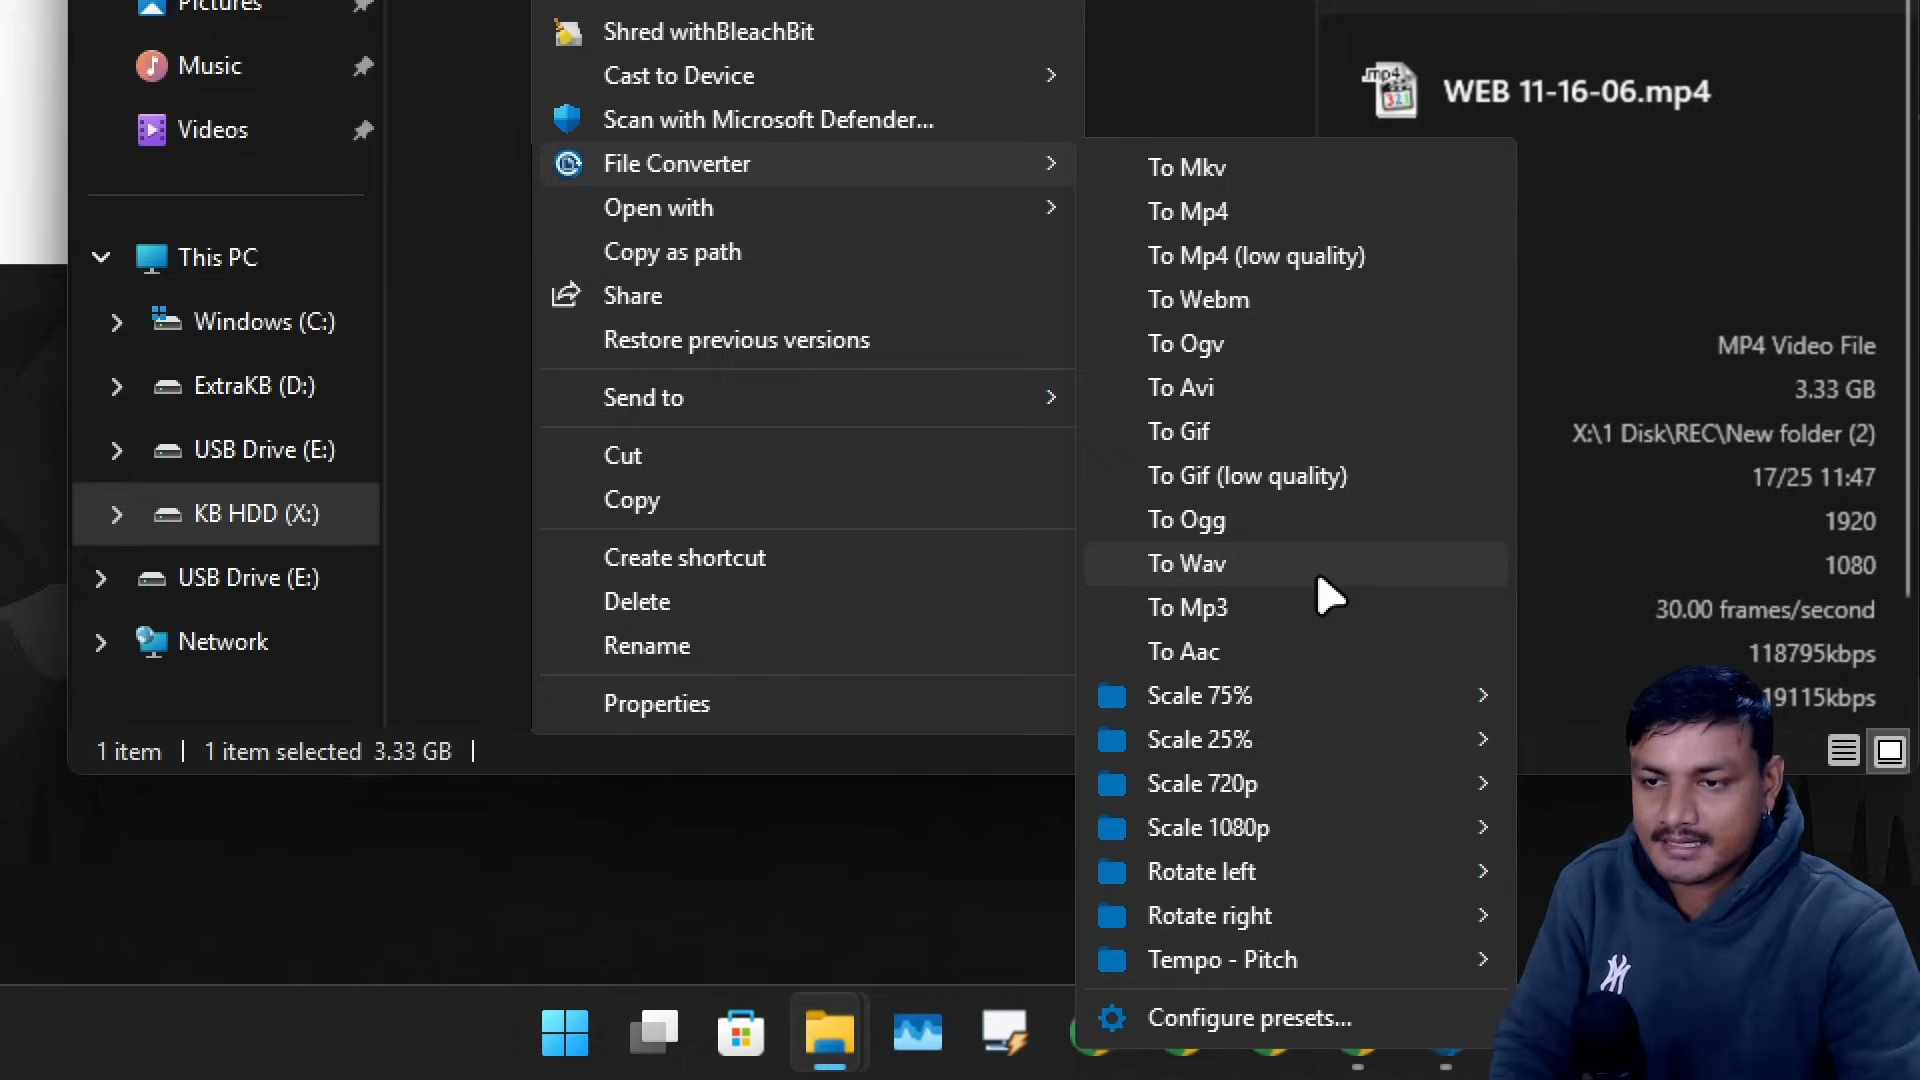 Pictures
Music
Videos
This PC
Windows (C:)
ExtraKB (D:)
USB Drive (E:)
KB HDD (X:)
USB Drive (E:)
Network
1 item
1 item selected 3.33 GB
Shred withBleachBit
Cast to Device
Scan with Microsoft Defender...
File Converter
Open with
Copy as path
Share
Restore previous versions
Send to
Cut
Copy
Create shortcut
Delete
Rename
Properties
To Mkv
To Mp4
To Mp4 (low quality)
To Webm
To Ogv
To Avi
To Gif
To Gif (low quality)
To Ogg
To Wav
To Mp3
To Aac
Scale 75%
Scale 25%
Scale 720p
Scale 1080p
Rotate left
Rotate right
Tempo - Pitch
Configure presets...
mp4
321
WEB 11-16-06.mp4
MP4 Video File
3.33 GB
X:\1 Disk\REC\New folder (2)
17/25 11:47
1920
1080
30.00 frames/second
118795kbps
19115kbps
NY